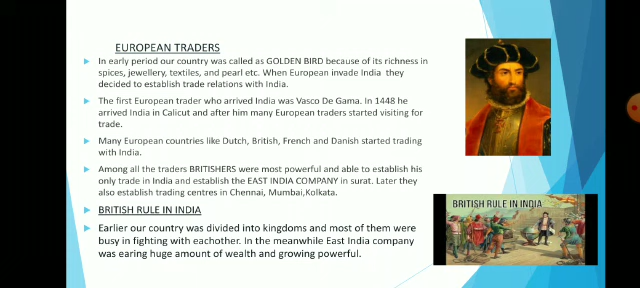 EUROPEAN TRADERS
In early period our country was called as GOLDEN BIRD because of its richness in
spices, jewellery, textiles, and pearl etc. When European invade India they
decided to establish trade relations with India.
The first European trader who arrived India was Vasco De Gama. In 1448 he
arrived India in Calicut and after him many European traders started visiting for
trade.
Many European countries like Dutch, British, French and Danish started trading
with India.
Among all the traders BRITISHERS were most powerful and able to establish his
only trade in India and establish the EAST INDIA COMPANY in surat. Later they
also establish trading centres in Chennai, Mumbai,Kolkata.
BRITISH RULE IN INDIA
Earlier our country was divided into kingdoms and most of them were
busy in fighting with eachother. In the meanwhile East India company
was earing huge amount of wealth and growing powerful.
BRITISH RULE IN INDIA